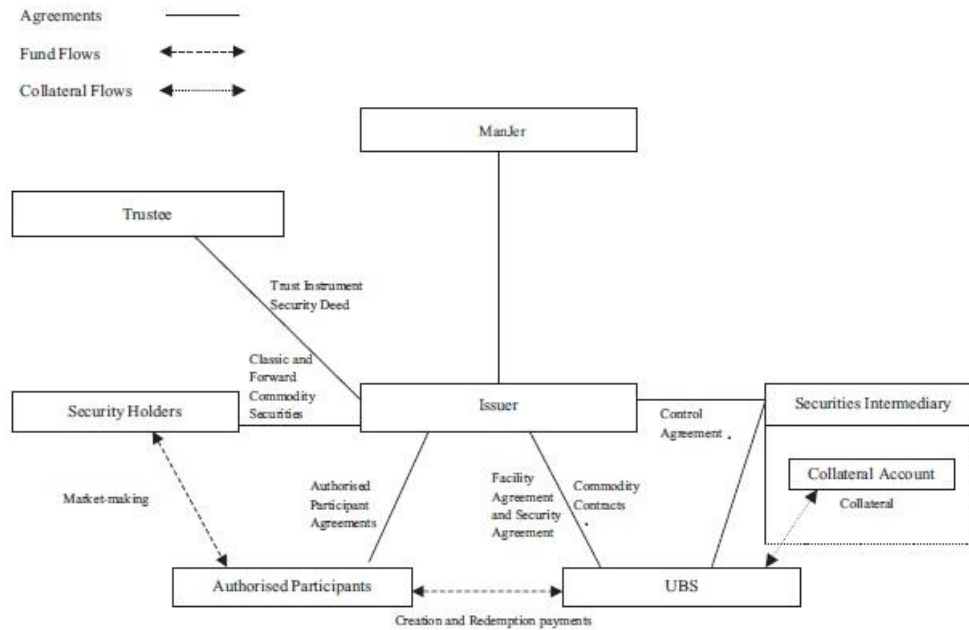 Agreements
Fund Flows
Collateral Flows
ManJer
Trustee
Trust Instrument
Security Deed
Classic and
Forward
Commodity
Securities
Security Holders
Issuer
Securities Intermediary
Control
Agreement .
Collateral Account
Collateral
Market-making
Authorised
Participant
Agreements
Facility
Agreement
and Security
Agreement
Commodity
Contracts
.
Authorised Participants
UBS
Creation and Redemption payments